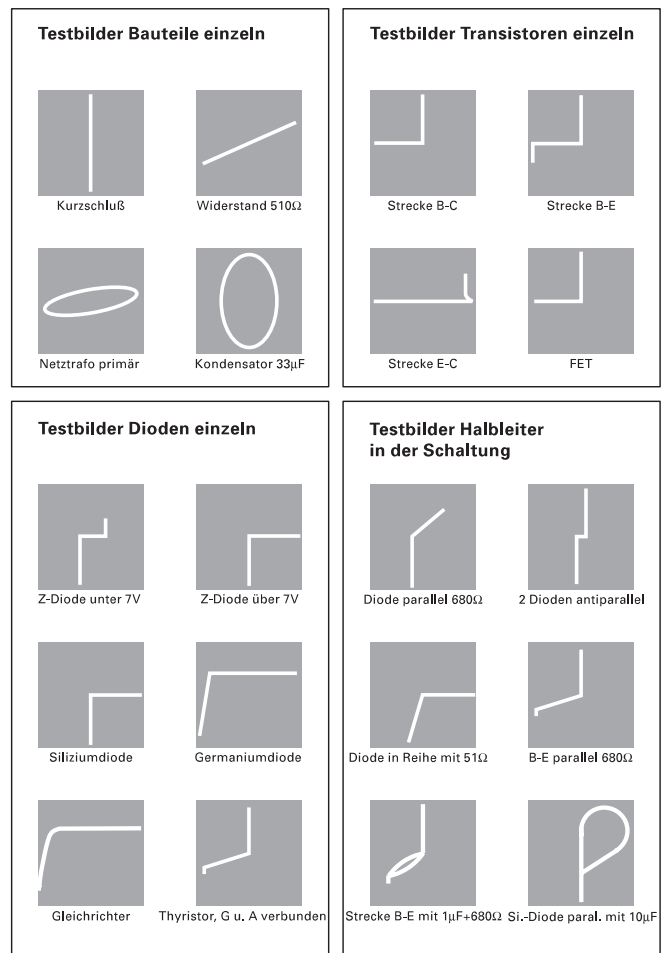 Testbilder Bauteile einzeln
Kurzschluß
Widerstand 510Ω
Netztrafo primär
Kondensator 33µF
Testbilder Transistoren einzeln
Strecke B-C
Strecke B-E
Strecke E-C
FET
Testbilder Dioden einzeln
Z-Diode unter 7V
Z-Diode über 7V
Siliziumdiode
Germaniumdiode
Gleichrichter
Thyristor, G u. A verbunden
Testbilder Halbleiter
in der Schaltung
Diode parallel 680Ω
2 Dioden antiparallel
Diode in Reihe mit 51Ω
B-E parallel 680Ω
Strecke B-E mit 1µF+680Ω
Si.-Diode paral. mit 10µF